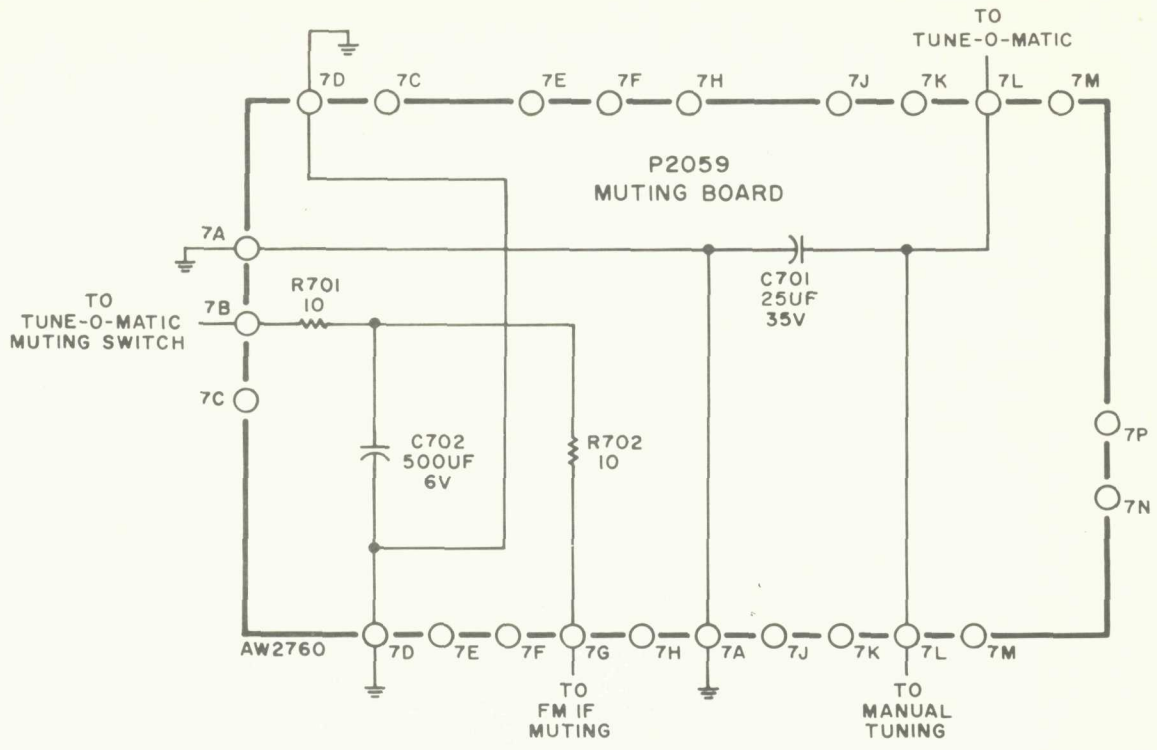 TO
TUNE-O-MATIC
7D
7C
7E
7F
7H
7J
7K
7L
7M
P2059
MUTING BOARD
7A
C701
25UF
35V
R701
10
TO
TUNE-O-MATIC
MUTING SWITCH
7B
7C
C702
500UF
6V
R702
10
7P
7N
AW2760
7D
7E
7F
7G
7H
7A
7J
7K
7L
7M
TO
FM IF
MUTING
TO
MANUAL
TUNING